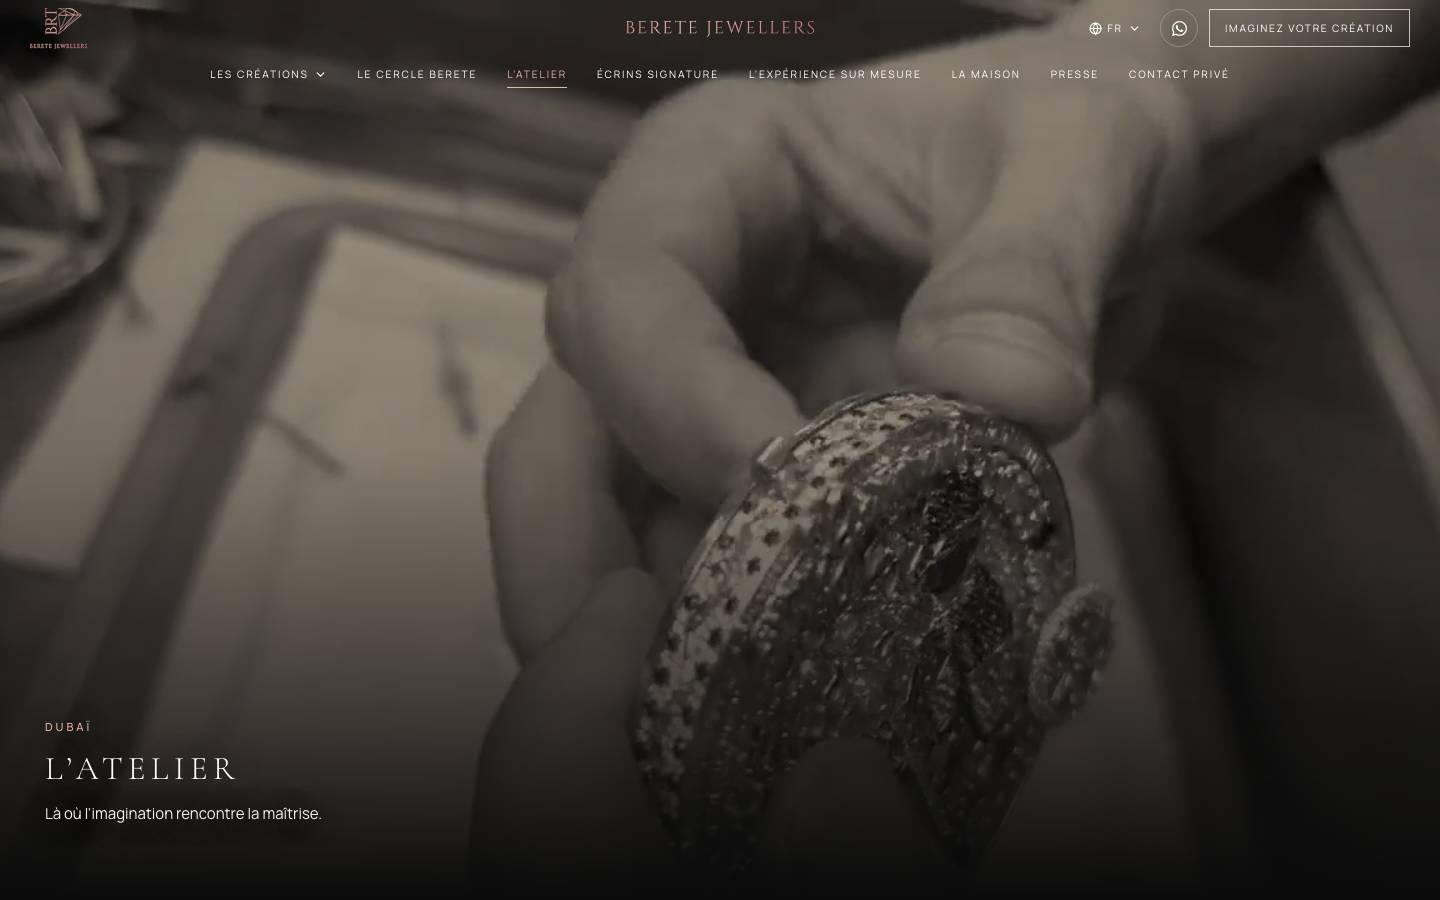 BRT
BERETE JEWELLERS
BERETE JEWELLERS
FR
IMAGINEZ VOTRE CRÉATION
LES CRÉATIONS
LE CERCLE BERETE
L'ATELIER
ÉCRINS SIGNATURE
L'EXPÉRIENCE SUR MESURE
LA MAISON
PRESSE
CONTACT PRIVÉ
DUBAÏ
L'ATELIER
Là où l'imagination rencontre la maîtrise.